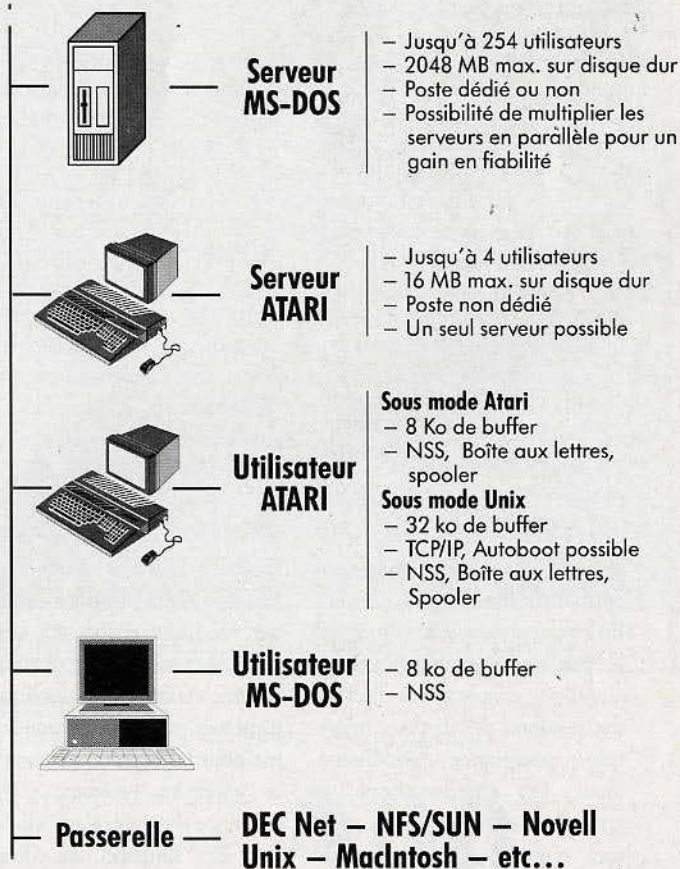 Serveur
MS-DOS
– Jusqu'à 254 utilisateurs
– 2048 MB max. sur disque dur
– Poste dédié ou non
– Possibilité de multiplier les
serveurs en parallèle pour un
gain en fiabilité
Serveur
ATARI
– Jusqu'à 4 utilisateurs
– 16 MB max. sur disque dur
– Poste non dédié
– Un seul serveur possible
Utilisateur
ATARI
Sous mode Atari
– 8 Ko de buffer
– NSS, Boîte aux lettres,
spooler
Sous mode Unix
– 32 ko de buffer
– TCP/IP, Autoboot possible
– NSS, Boîte aux lettres,
Spooler
Utilisateur
MS-DOS
– 8 ko de buffer
– NSS
Passerelle
DEC Net – NFS/SUN – Novell
Unix – MacIntosh – etc...